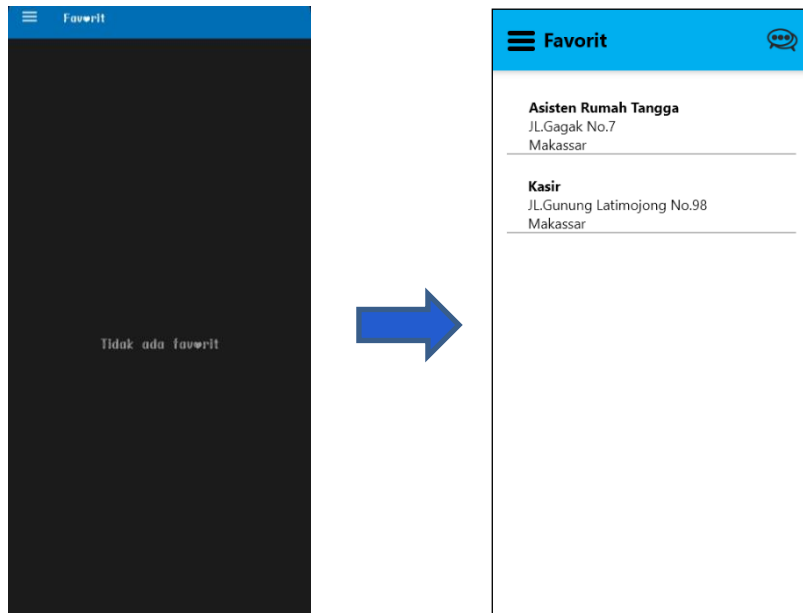 Favorit
Tidak ada favorit
Favorit
Asisten Rumah Tangga
JL.Gagak No.7
Makassar
Kasir
JL.Gunung Latimojong No.98
Makassar